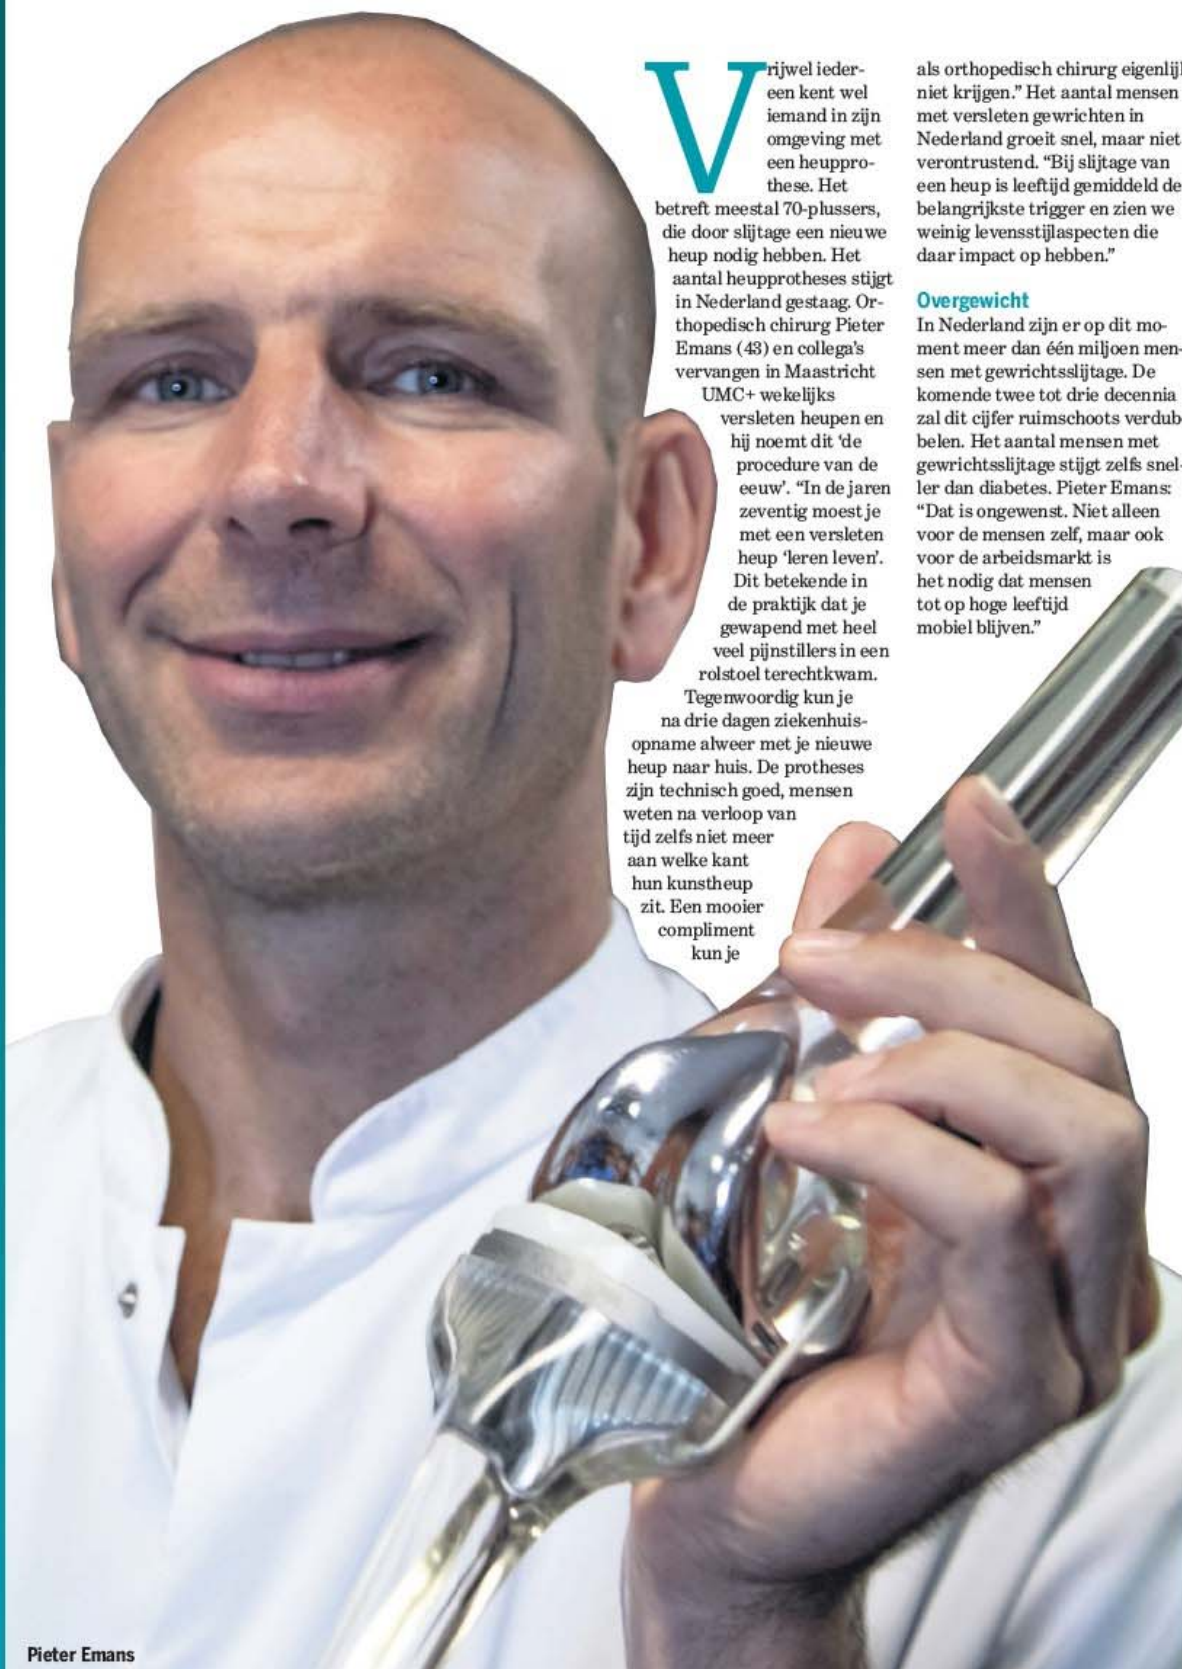 Vrijwel ieder-
een kent wel
iemand in zijn
omgeving met
een heuppro-
these. Het
betreft meestal 70-plussers,
die door slijtage een nieuwe
heup nodig hebben. Het
aantal heupprotheses stijgt
in Nederland gestaag. Or-
thopedisch chirurg Pieter
Emans (43) en collega's
vervangen in Maastricht
UMC+ wekelijks
versleten heupen en
hij noemt dit ‘de
procedure van de
eeuw’. “In de jaren
zeventig moest je
met een versleten
heup ‘leren leven’.
Dit betekende in
de praktijk dat je
gewapend met heel
veel pijnstillers in een
rolstoel terechtkwam.
Tegenwoordig kun je
na drie dagen ziekenhuis-
opname alweer met je nieuwe
heup naar huis. De protheses
zijn technisch goed, mensen
weten na verloop van
tijd zelfs niet meer
aan welke kant
hun kunstheup
zit. Een mooier
compliment
kun je
als orthopedisch chirurg eigenlijk
niet krijgen.” Het aantal mensen
met versleten gewrichten in
Nederland groeit snel, maar niet
verontrustend. “Bij slijtage van
een heup is leeftijd gemiddeld de
belangrijkste trigger en zien we
weinig levensstijlaspecten die
daar impact op hebben.”
Overgewicht
In Nederland zijn er op dit mo-
ment meer dan één miljoen men-
sen met gewrichtsslijtage. De
komende twee tot drie decennia
zal dit cijfer ruimschoots verdub-
belen. Het aantal mensen met
gewrichtsslijtage stijgt zelfs snel-
ler dan diabetes. Pieter Emans:
“Dat is ongewenst. Niet alleen
voor de mensen zelf, maar ook
voor de arbeidsmarkt is
het nodig dat mensen
tot op hoge leeftijd
mobiel blijven.”
Pieter Emans